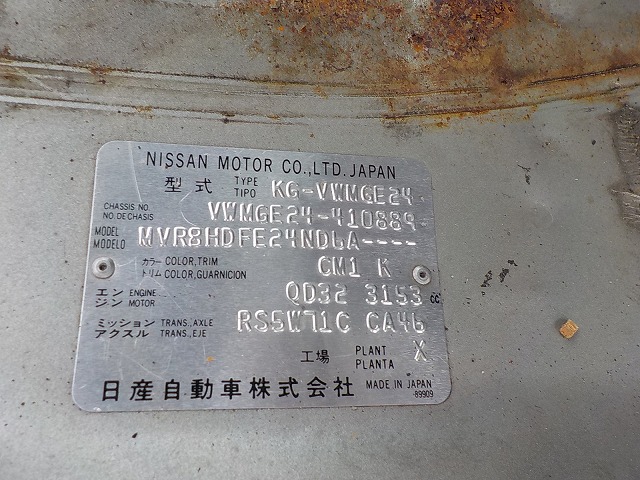 NISSAN MOTOR CO.,LTD.JAPAN
型式 TYPE TIPO KG-VWMGE24
CHASSIS NO. NO.DECHASIS VWMGE24-410889
MODEL MODELO MVR8HDFE24NDLA----
カラー COLOR,TRIM トリム COLOR,GUARNICION CM1 K
エンジン ENGINE MOTOR QD32 3153 cc
ミッション アクスル TRANS.,AXLE TRANS.,EJE RS5W71C CA46
工場 PLANT PLANTA X
日産自動車株式会社 MADE IN JAPAN
89909